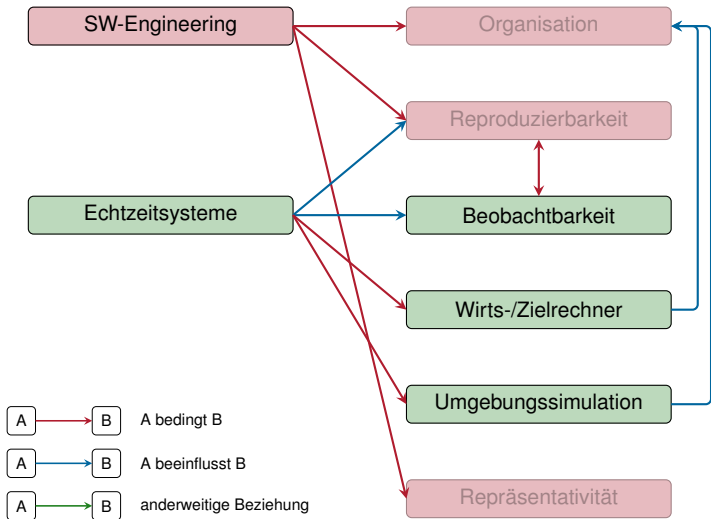 SW-Engineering
Organisation
Reproduzierbarkeit
Echtzeitsysteme
Beobachtbarkeit
Wirts-/Zielrechner
Umgebungssimulation
A B A bedingt B
A B A beeinflusst B
Repräsentativität
A B anderweitige Beziehung